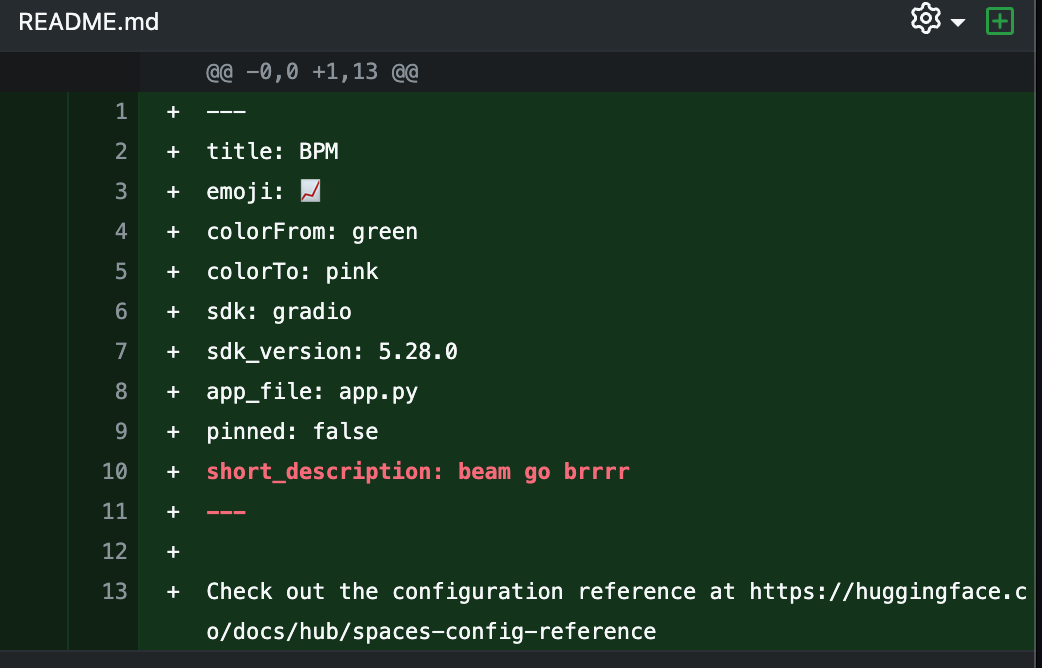 README.md
@@ -0,0 +1,13 @@
1 + ---
2 + title: BPM
3 + emoji: 📈
4 + colorFrom: green
5 + colorTo: pink
6 + sdk: gradio
7 + sdk_version: 5.28.0
8 + app_file: app.py
9 + pinned: false
10 + short_description: beam go brrrr
11 + ---
12 +
13 + Check out the configuration reference at https://huggingface.c
o/docs/hub/spaces-config-reference